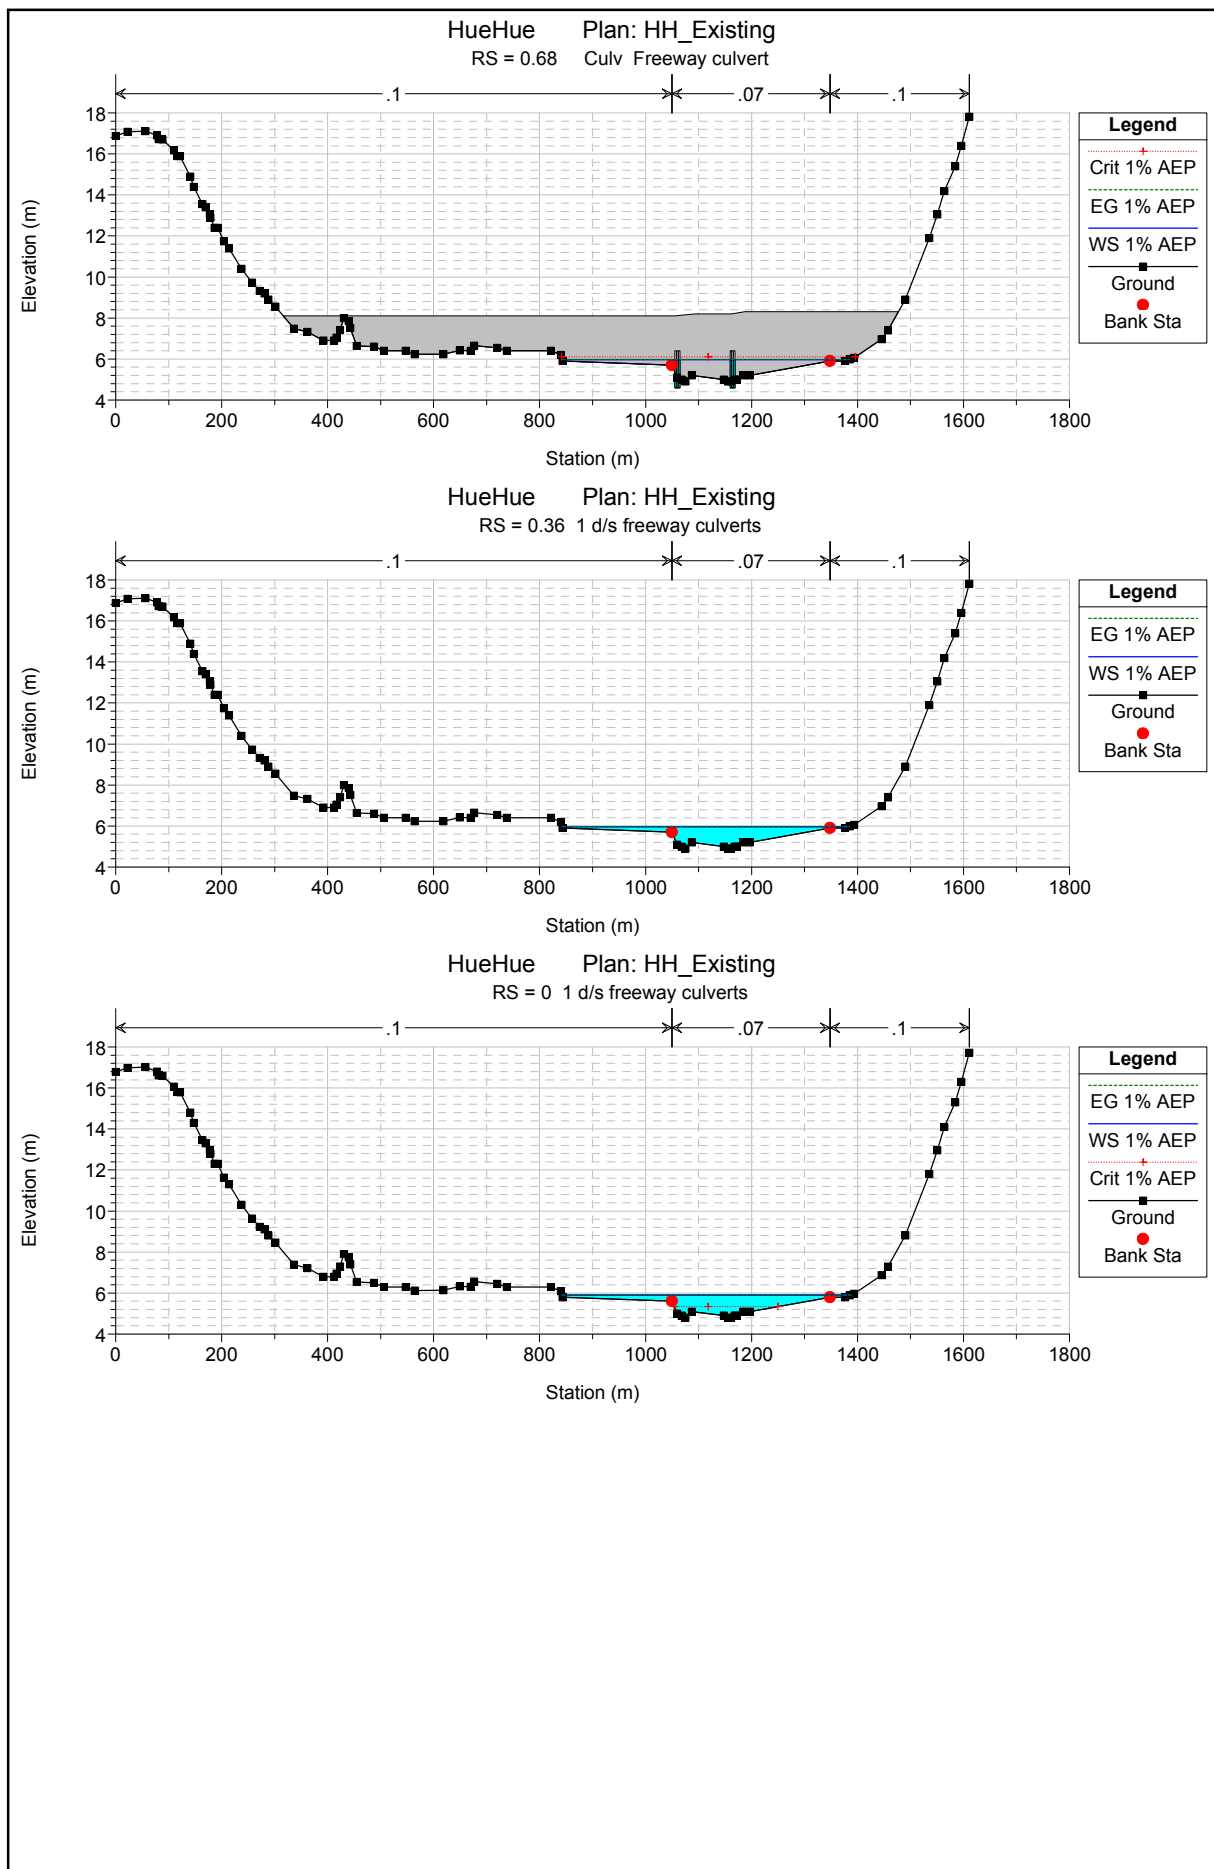 HueHue Plan: HH_Existing
RS = 0.68 Culv Freeway culvert
.1 .07 .1
18
16
14
12
10
8
6
4
Elevation (m)
0 200 400 600 800 1000 1200 1400 1600 1800
Station (m)
Legend
Crit 1% AEP
EG 1% AEP
WS 1% AEP
Ground
Bank Sta
HueHue Plan: HH_Existing
RS = 0.36 1 d/s freeway culverts
.1 .07 .1
18
16
14
12
10
8
6
4
Elevation (m)
0 200 400 600 800 1000 1200 1400 1600 1800
Station (m)
Legend
EG 1% AEP
WS 1% AEP
Ground
Bank Sta
HueHue Plan: HH_Existing
RS = 0 1 d/s freeway culverts
.1 .07 .1
18
16
14
12
10
8
6
4
Elevation (m)
0 200 400 600 800 1000 1200 1400 1600 1800
Station (m)
Legend
EG 1% AEP
WS 1% AEP
Crit 1% AEP
Ground
Bank Sta